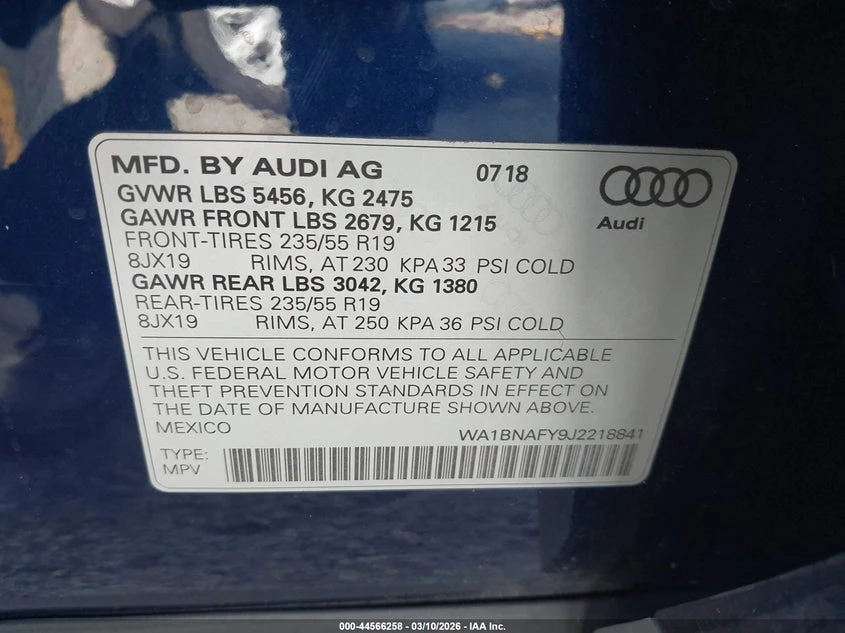 MFD. BY AUDI AG 0718
GVWR LBS 5456, KG 2475
GAWR FRONT LBS 2679, KG 1215
Audi
FRONT-TIRES 235/55 R19
8JX19 RIMS, AT 230 KPA 33 PSI COLD
GAWR REAR LBS 3042, KG 1380
REAR-TIRES 235/55 R19
8JX19 RIMS, AT 250 KPA 36 PSI COLD
THIS VEHICLE CONFORMS TO ALL APPLICABLE
U.S. FEDERAL MOTOR VEHICLE SAFETY AND
THEFT PREVENTION STANDARDS IN EFFECT ON
THE DATE OF MANUFACTURE SHOWN ABOVE.
MEXICO WA1BNAFY9J2218841
TYPE:
MPV
000-44566258 - 03/10/2026 - IAA Inc.